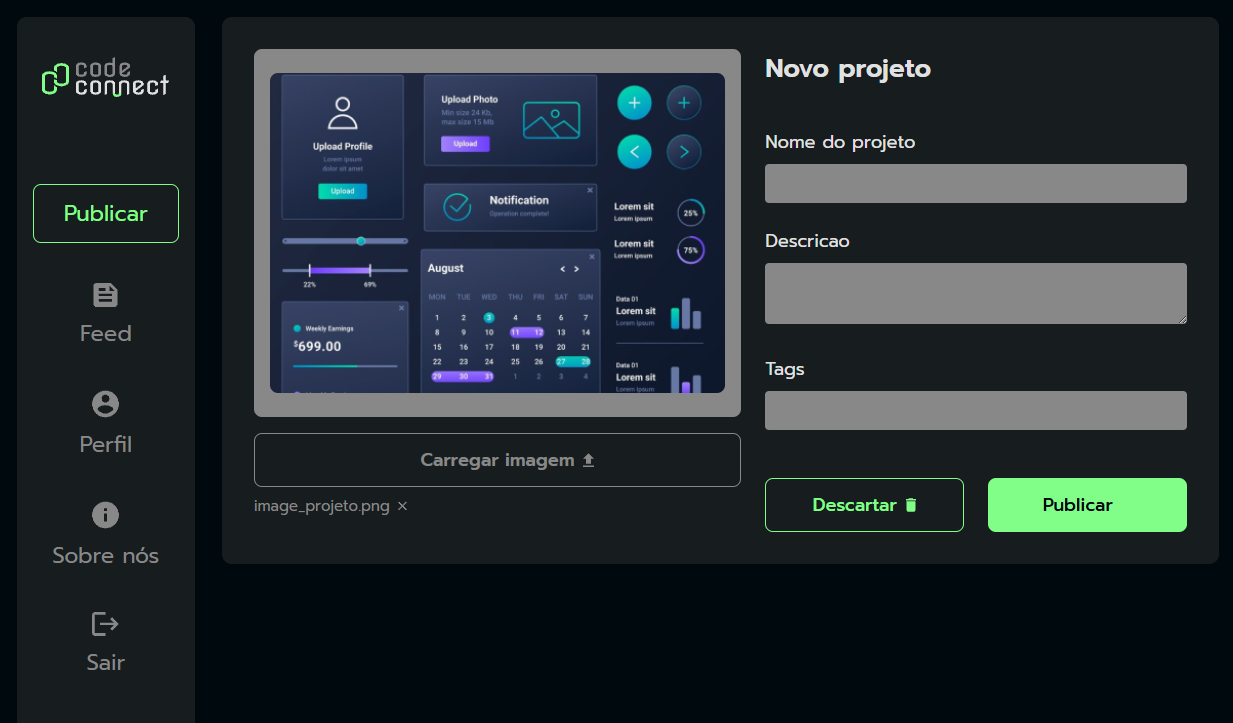 code
connect
Publicar
Feed
Perfil
Sobre nós
Sair
Upload Profile
Lorem ipsum
dolor sit amet
Upload
Upload Photo
Min size 24 Kb,
max size 15 Mb
Upload
Notification
Operation complete!
Lorem sit
Lorem ipsum
25%
Lorem sit
Lorem ipsum
75%
22%
69%
August
MON TUE WED THU FRI SAT SUN
1 2 3 4 5 6 7
8 9 10 11 12 13 14
15 16 17 18 19 20 21
22 23 24 25 26 27 28
29 30 31 1 2 3 4
Weekly Earnings
$699.00
Data 01
Lorem sit
Lorem ipsum
Data 01
Lorem sit
Lorem ipsum
Carregar imagem
image_projeto.png ×
Novo projeto
Nome do projeto
Descricao
Tags
Descartar
Publicar